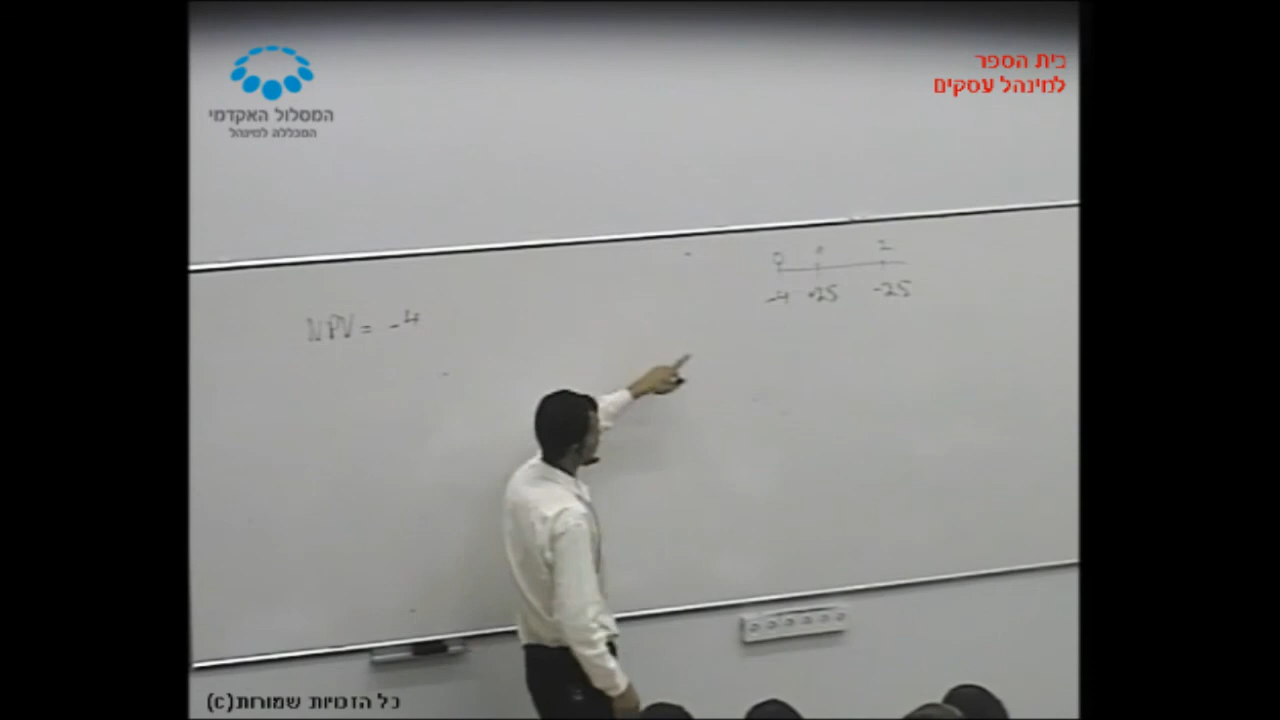 המסלול האקדמי
המכללה למינהל
בית הספר
למינהל עסקים
0 1 2
-4 +25 -25
NPV = -4
כל הזכויות שמורות(c)